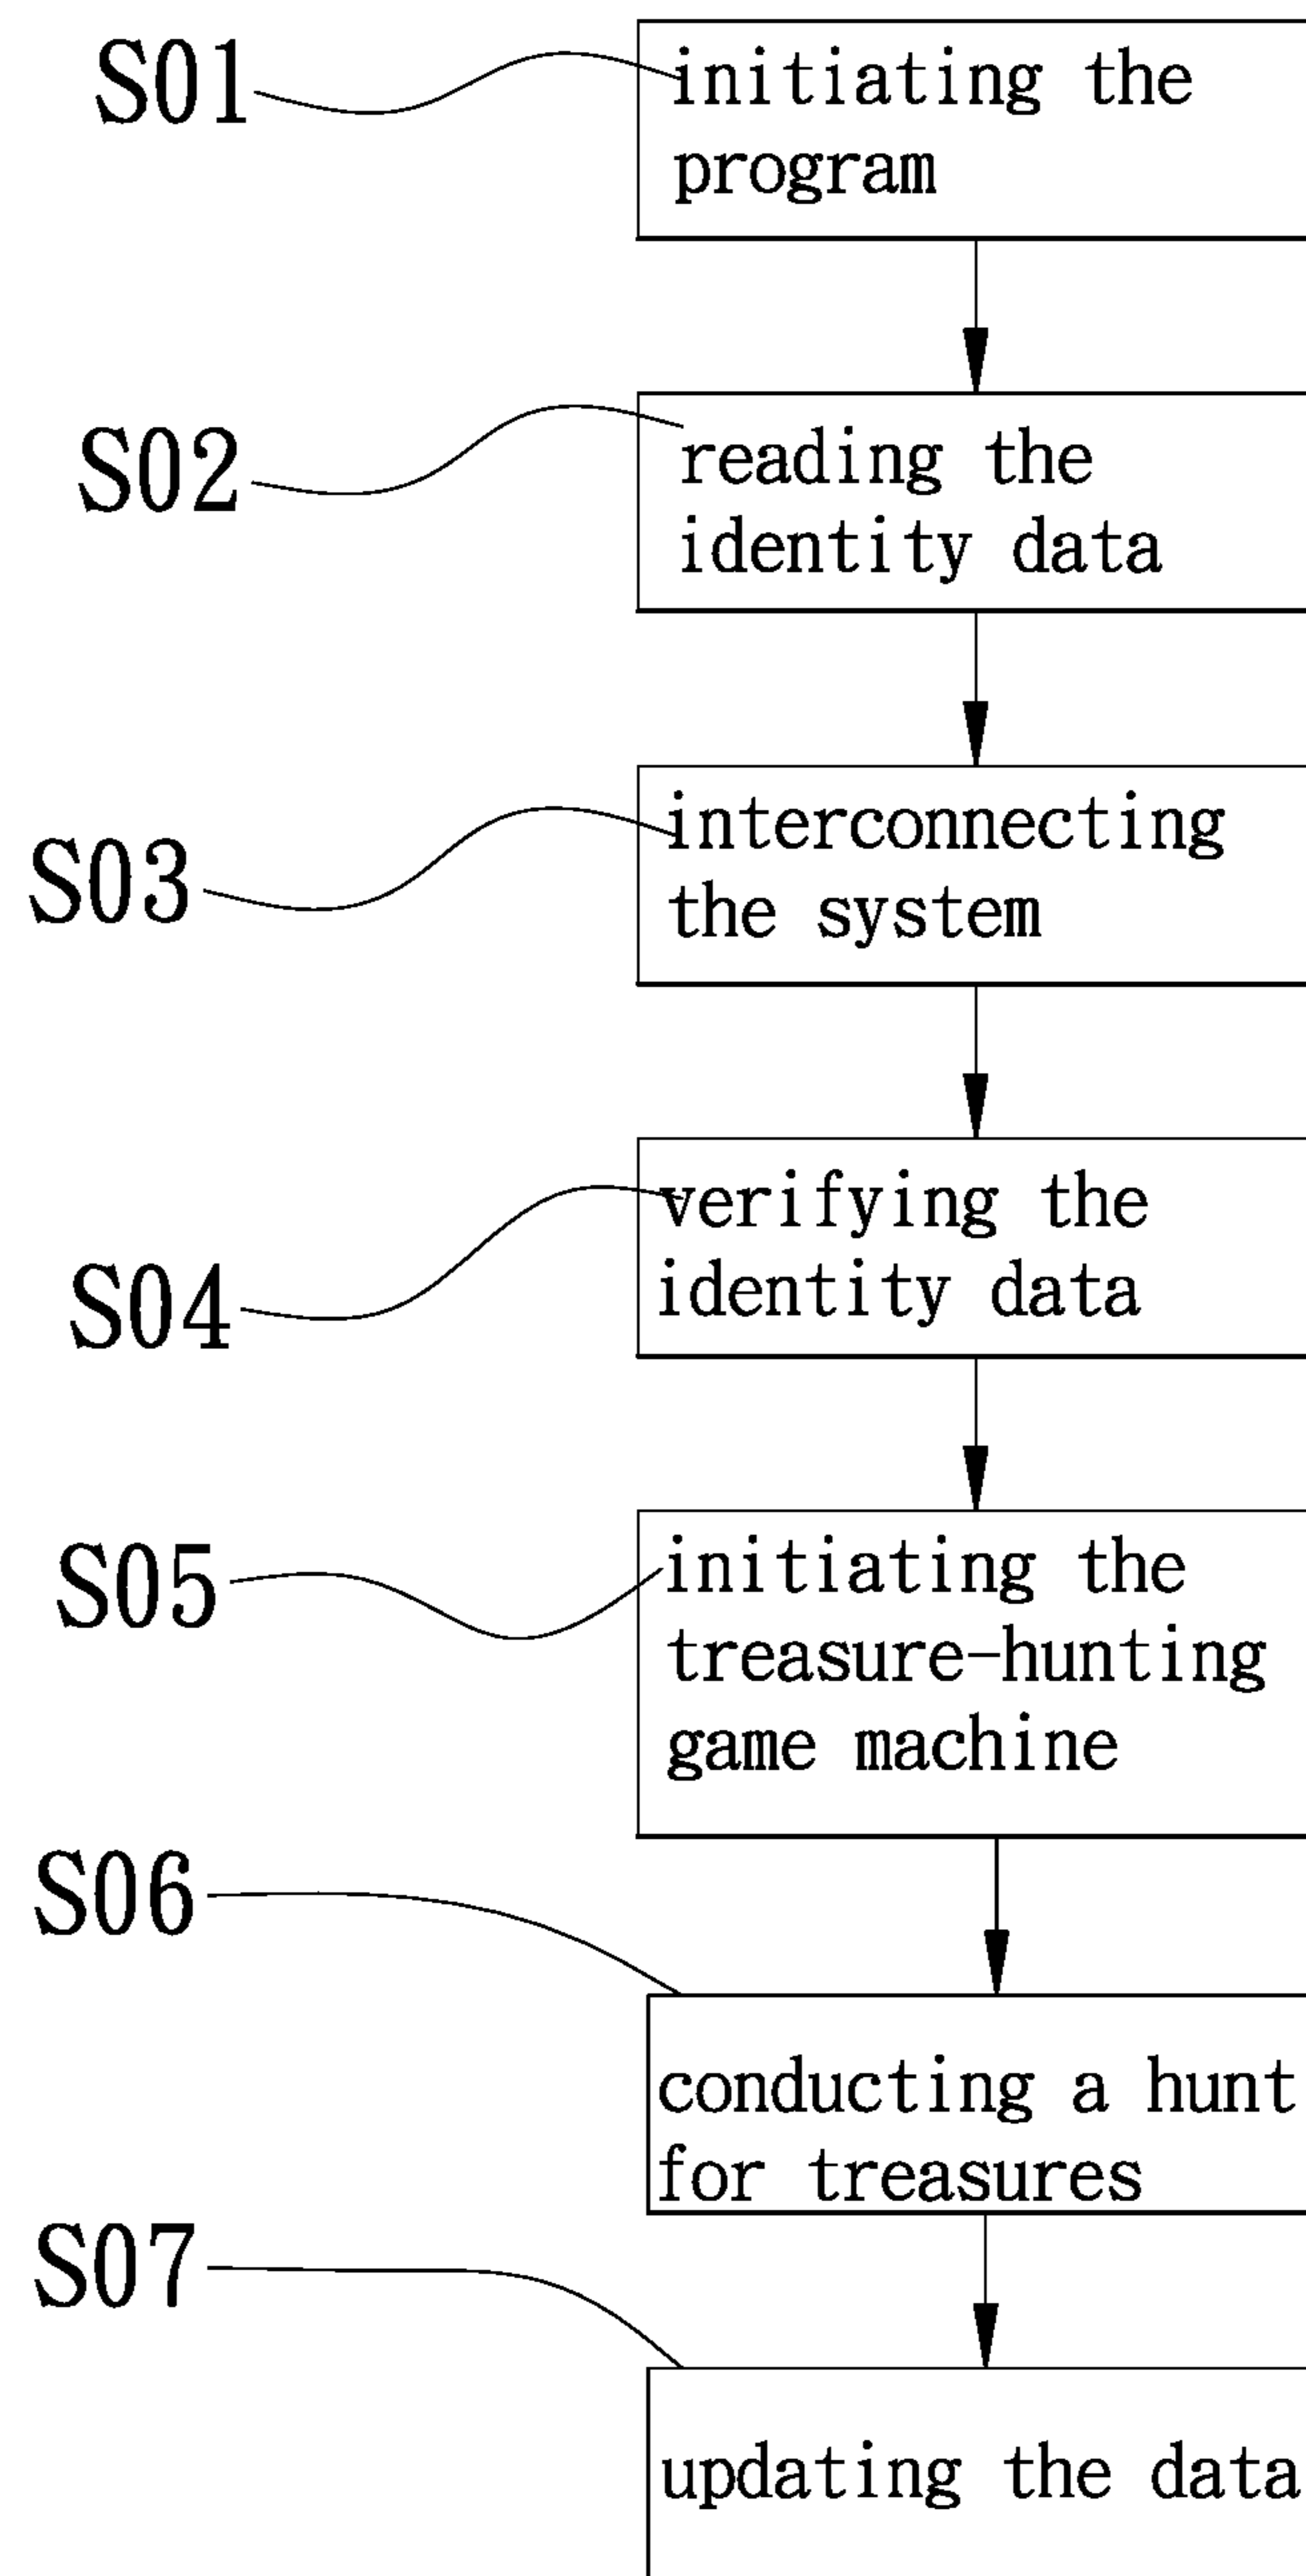 S01
initiating the
program
S02
reading the
identity data
S03
interconnecting
the system
S04
verifying the
identity data
S05
initiating the
treasure-hunting
game machine
S06
conducting a hunt
for treasures
S07
updating the data